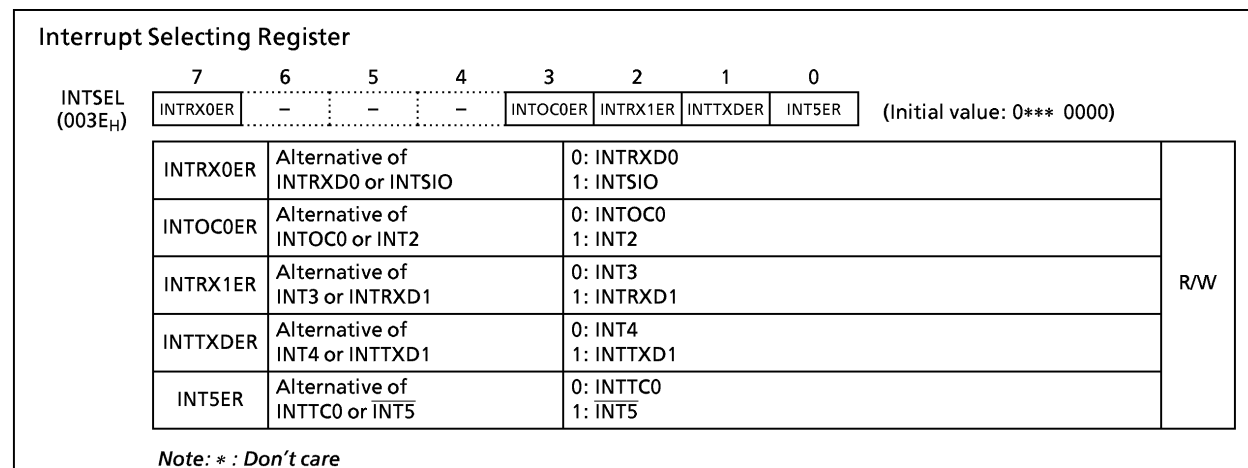 Interrupt Selecting Register
7 6 5 4 3 2 1 0
INTSEL
(003EH)
INTRX0ER – – – INTOC0ER INTRX1ER INTTXDER INT5ER (Initial value: 0*** 0000)
INTRX0ER
Alternative of
INTRXD0 or INTSIO
0: INTRXD0
1: INTSIO
INTOC0ER
Alternative of
INTOC0 or INT2
0: INTOC0
1: INT2
INTRX1ER
Alternative of
INT3 or INTRXD1
0: INT3
1: INTRXD1
R/W
INTTXDER
Alternative of
INT4 or INTTXD1
0: INT4
1: INTTXD1
INT5ER
Alternative of
INTTC0 or INT5
0: INTTC0
1: INT5
Note: * : Don't care